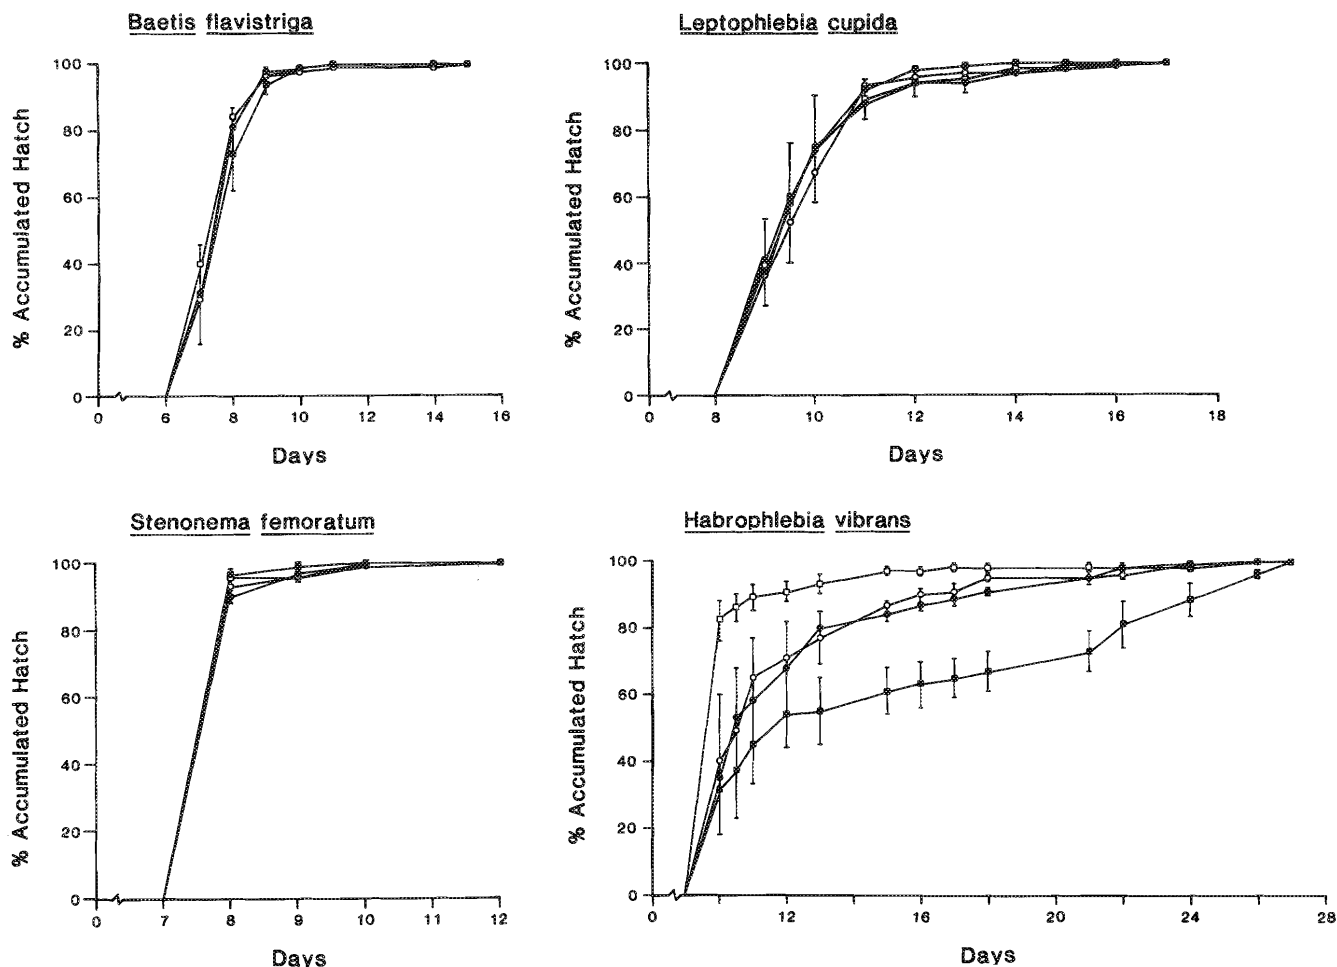 Baetis flavistriga
100
80
60
40
20
0
% Accumulated Hatch
0 6 8 10 12 14 16
Days
Leptophlebia cupida
100
80
60
40
20
0
% Accumulated Hatch
0 8 10 12 14 16 18
Days
Stenonema femoratum
100
80
60
40
20
0
% Accumulated Hatch
0 7 8 9 10 11 12
Days
Habrophlebia vibrans
100
80
60
40
20
0
% Accumulated Hatch
0 12 16 20 24 28
Days